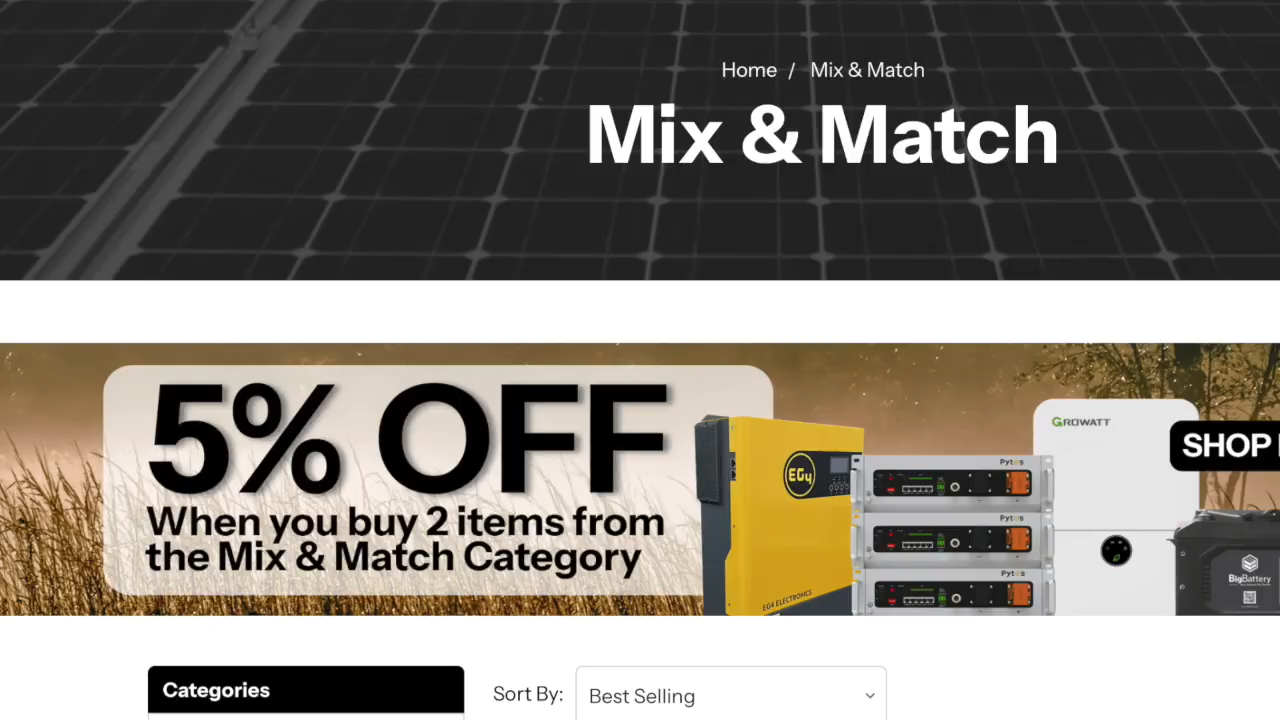 Home / Mix & Match
Mix & Match
5% OFF
When you buy 2 items from
the Mix & Match Category
EG4
EG4 ELECTRONICS
Pytes
Pytes
Pytes
GROWATT
SHOP
BigBattery
Categories
Sort By:
Best Selling